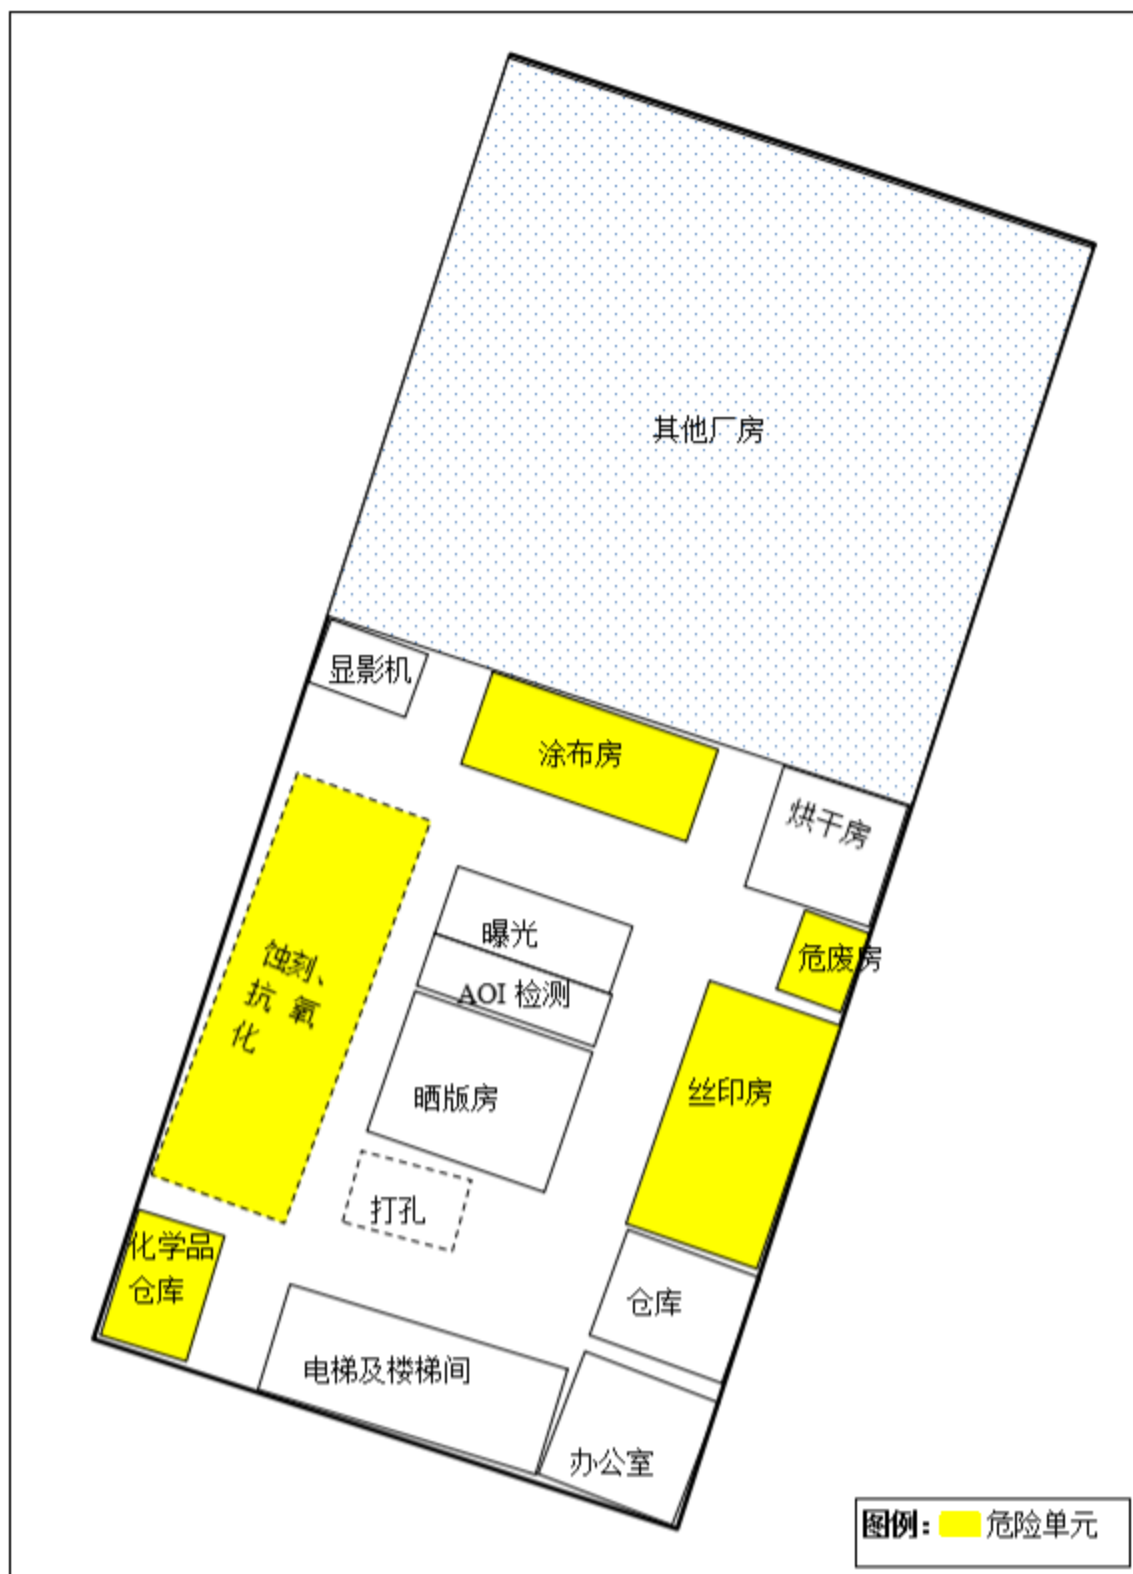 其他厂房
显影机
涂布房
烘干房
曝光
蚀刻、
抗 氧
化
AOI 检测
危废房
晒版房
丝印房
打孔
化学品
仓库
仓库
电梯及楼梯间
办公室
图例： 危险单元